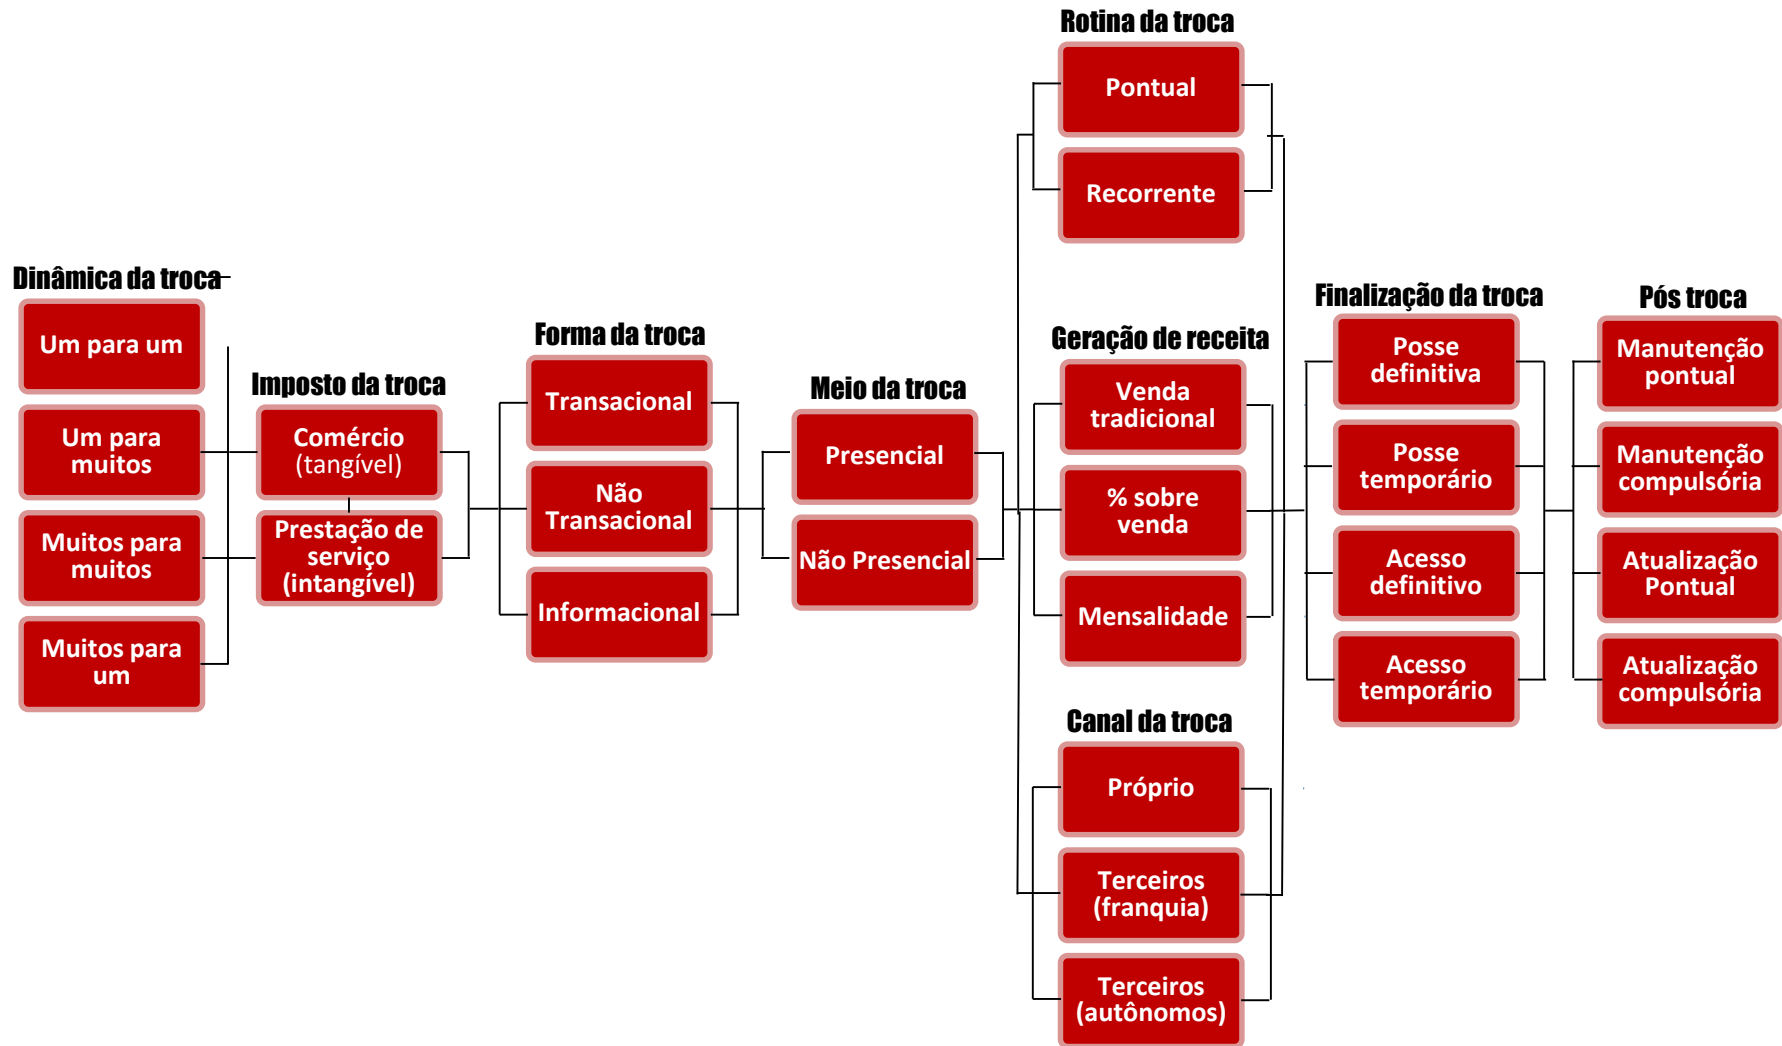 Dinâmica da troca
Um para um
Um para
muitos
Muitos para
muitos
Muitos para
um
Imposto da troca
Comércio
(tangível)
Prestação de
serviço
(intangível)
Forma da troca
Transacional
Não
Transacional
Informacional
Meio da troca
Presencial
Não Presencial
Rotina da troca
Pontual
Recorrente
Geração de receita
Venda
tradicional
% sobre
venda
Mensalidade
Canal da troca
Próprio
Terceiros
(franquia)
Terceiros
(autônomos)
Finalização da troca
Posse
definitiva
Posse
temporário
Acesso
definitivo
Acesso
temporário
Pós troca
Manutenção
pontual
Manutenção
compulsória
Atualização
Pontual
Atualização
compulsória